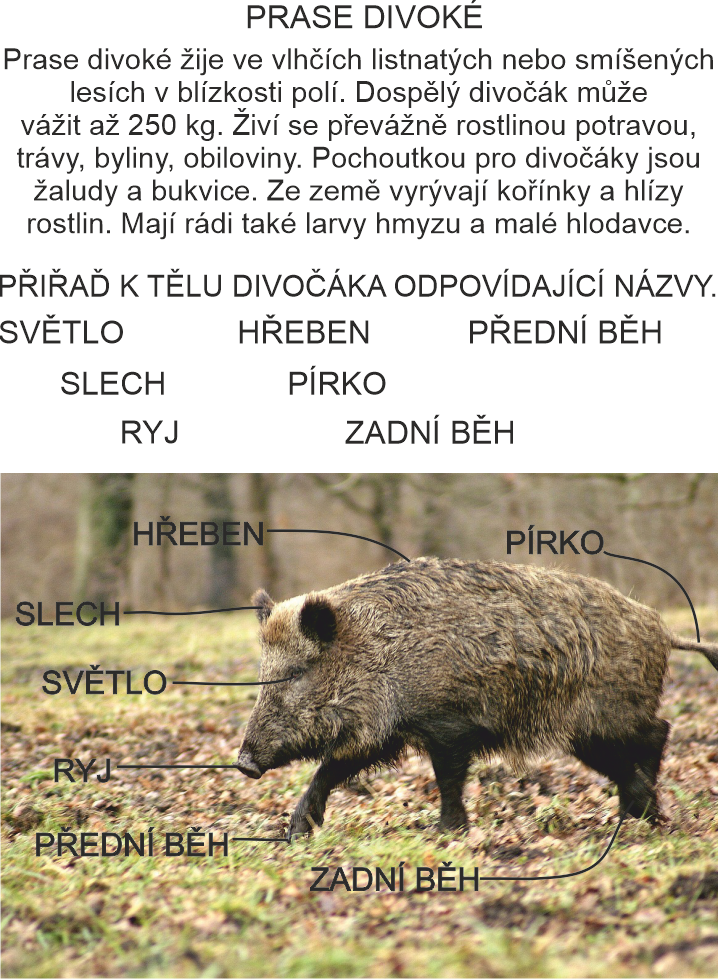 PRASE DIVOKÉ
Prase divoké žije ve vlhčích listnatých nebo smíšených
lesích v blízkosti polí. Dospělý divočák může
vážit až 250 kg. Živí se převážně rostlinou potravou,
trávy, byliny, obiloviny. Pochoutkou pro divočáky jsou
žaludy a bukvice. Ze země vyrývají kořínky a hlízy
rostlin. Mají rádi také larvy hmyzu a malé hlodavce.
PŘIŘAĎ K TĚLU DIVOČÁKA ODPOVÍDAJÍCÍ NÁZVY.
SVĚTLO HŘEBEN PŘEDNÍ BĚH
SLECH PÍRKO
RYJ ZADNÍ BĚH
HŘEBEN
PÍRKO
SLECH
SVĚTLO
RYJ
PŘEDNÍ BĚH
ZADNÍ BĚH